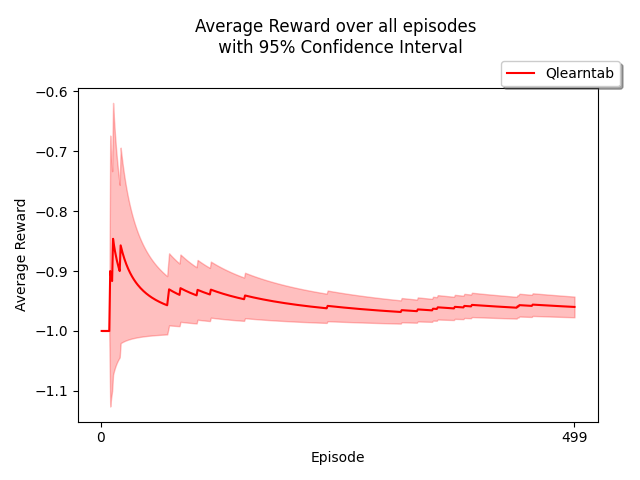 Average Reward over all episodes
with 95% Confidence Interval
Qlearntab
−0.6
−0.7
−0.8
−0.9
−1.0
−1.1
Average Reward
0
499
Episode